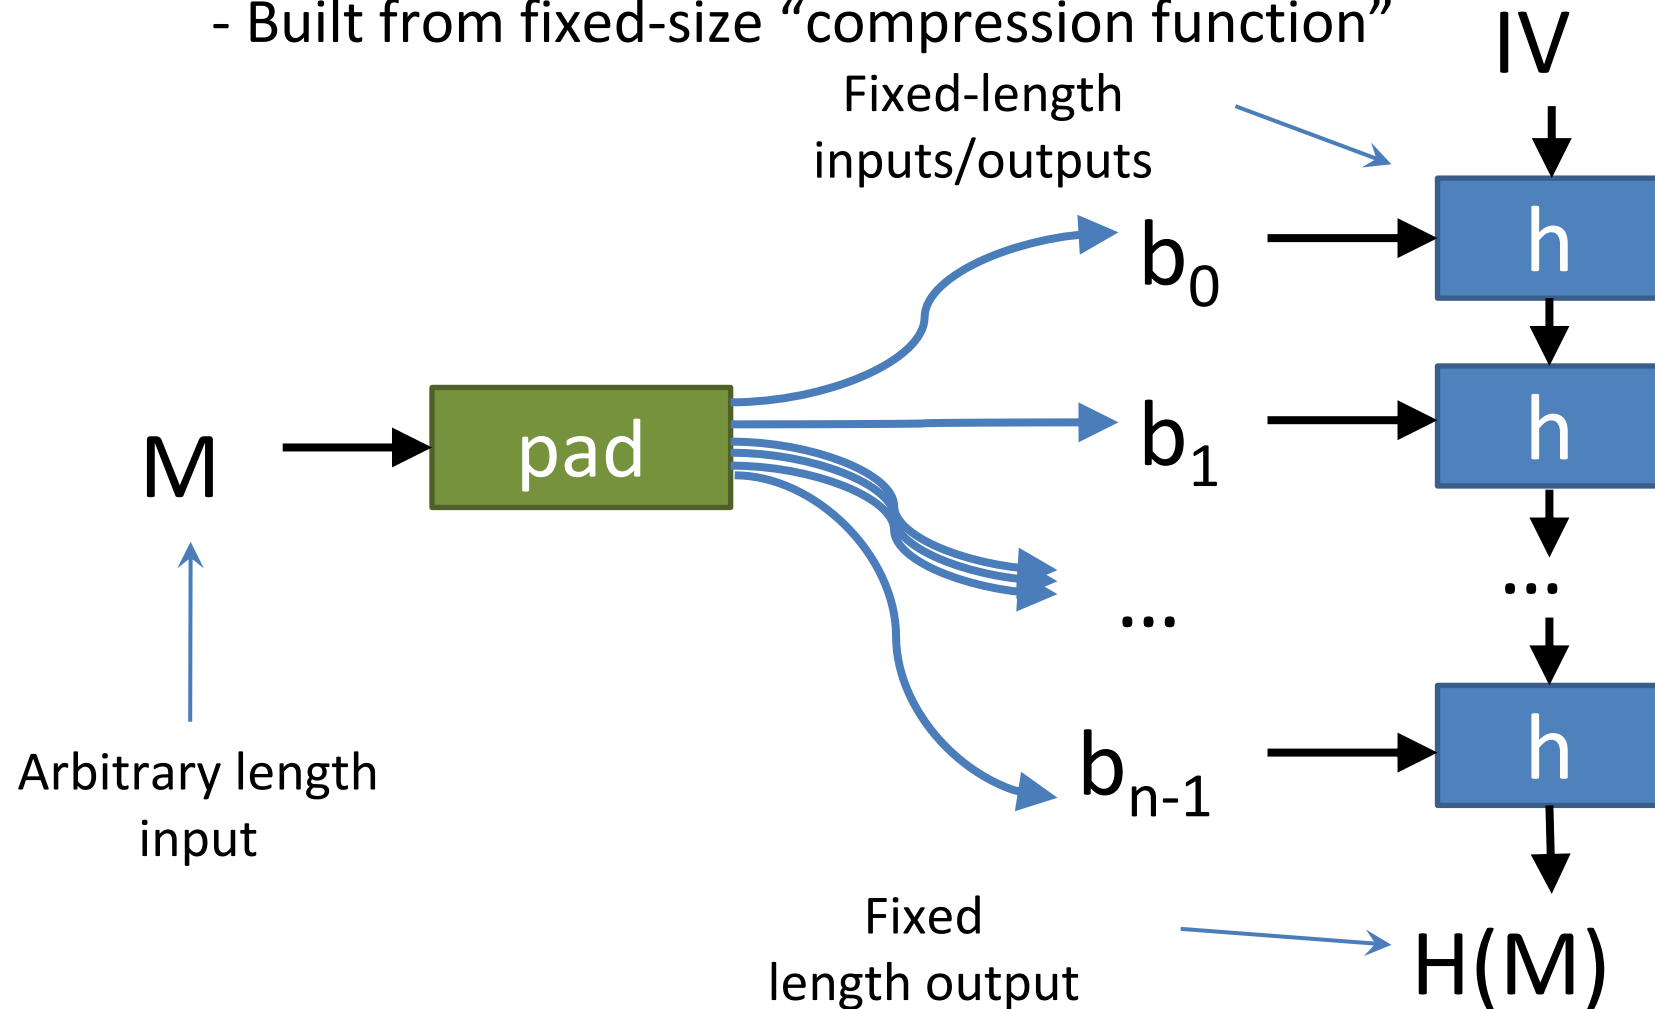 - Built from fixed-size “compression function”
IV
Fixed-length
inputs/outputs
b0
h
b1
h
M
pad
...
...
bn-1
h
Arbitrary length
input
Fixed
length output
H(M)